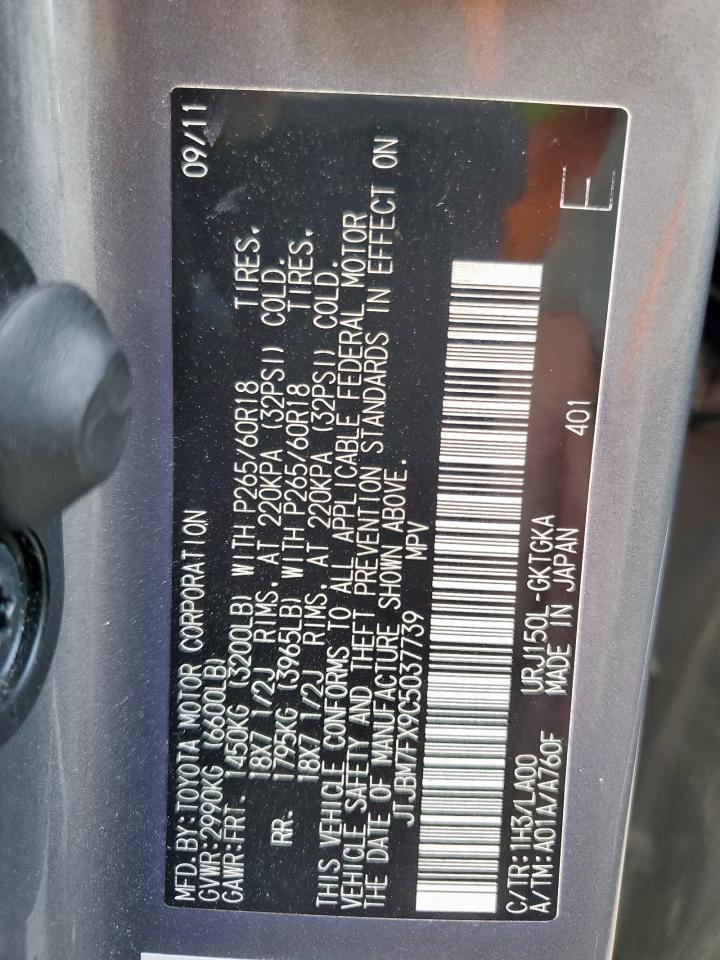 MFD.BY:TOYOTA MOTOR CORPORATION 09/11
GVWR:2990KG (6600LB)
GAWR:FRT. 1450KG (3200LB) WITH P265/60R18 TIRES.
18X7 1/2J RIMS. AT 220KPA (32PSI) COLD.
RR. 1795KG (3965LB) WITH P265/60R18 TIRES.
18X7 1/2J RIMS. AT 220KPA (32PSI) COLD.
THIS VEHICLE CONFORMS TO ALL APPLICABLE FEDERAL MOTOR
VEHICLE SAFETY AND THEFT PREVENTION STANDARDS IN EFFECT ON
THE DATE OF MANUFACTURE SHOWN ABOVE.
JTJBM7FX9C5037739 MPV
C/TR:1H3/LA00 URJ150L-GKTGKA 401
A/TM:A01A/A760F MADE IN JAPAN